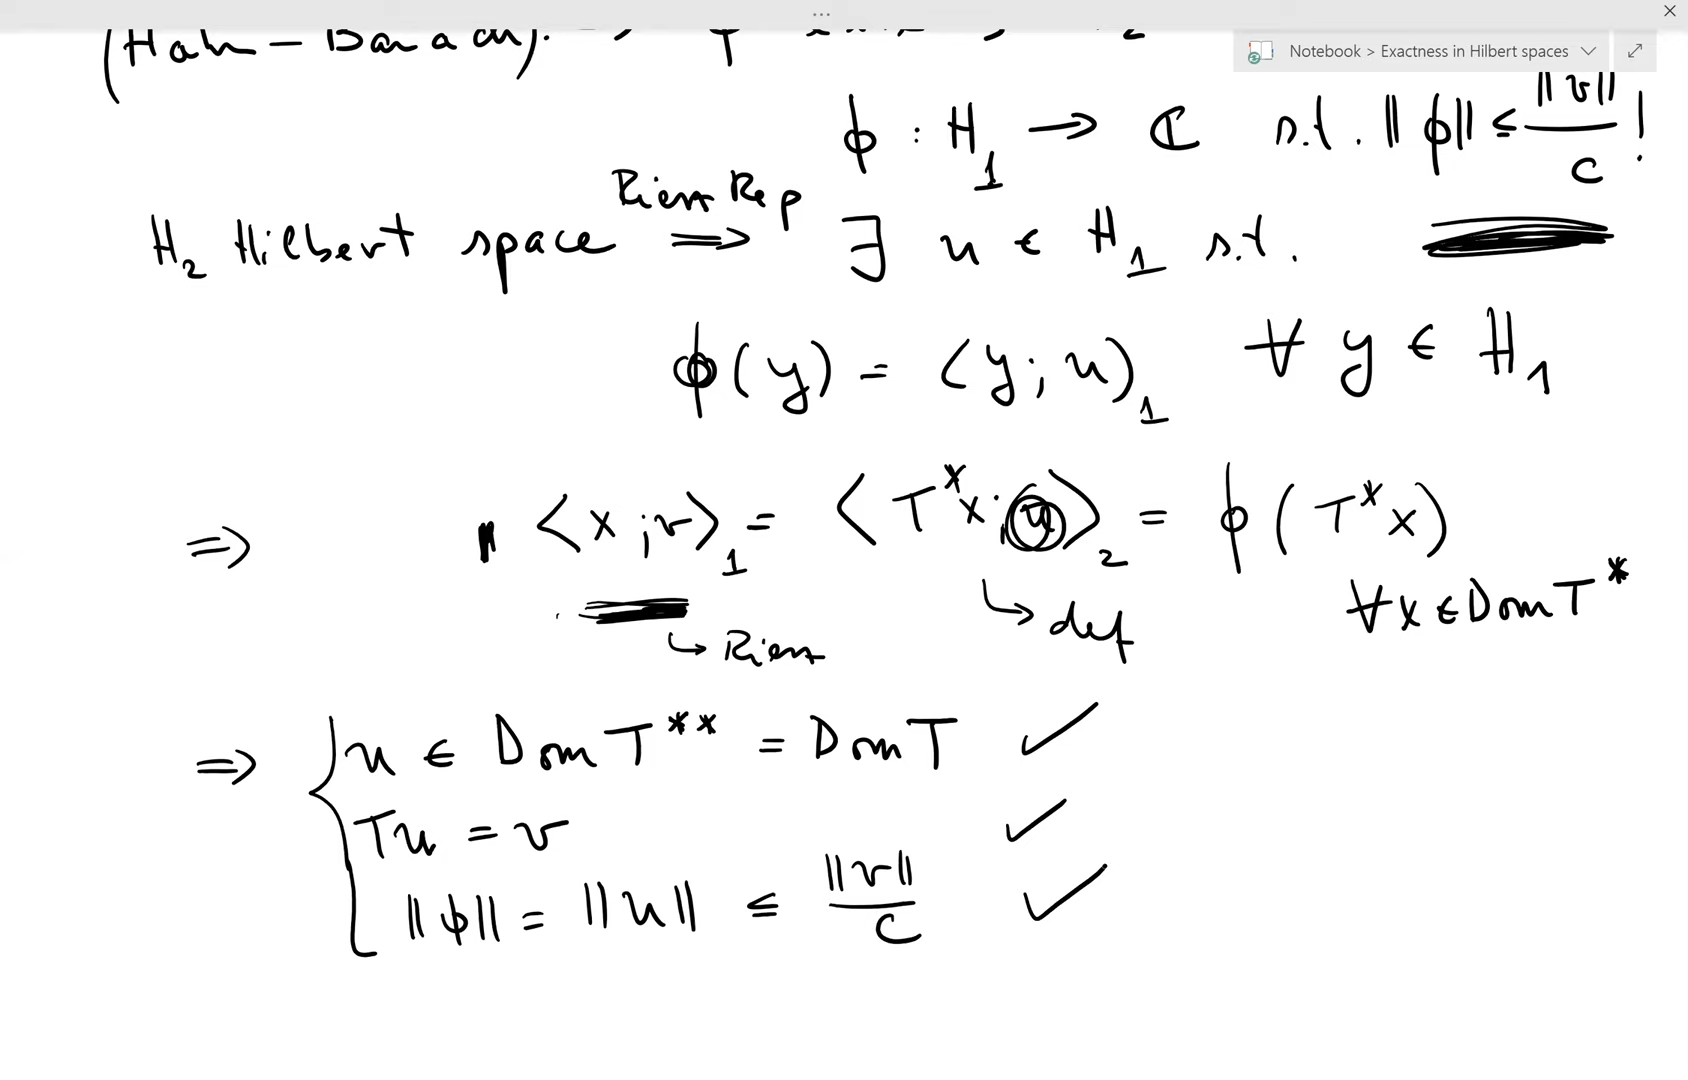 (Hahn – Banach).
Notebook > Exactness in Hilbert spaces
ϕ : H₁ → ℂ s.t. ‖ϕ‖ ≤ ‖v‖/C !
Riesz Rep
H₂ Hilbert space ⟹ ∃ u ∈ H₁ s.t.
ϕ(y) = ⟨y; u⟩₁ ∀ y ∈ H₁
⟹ ⟨x; v⟩₁ = ⟨T*x; u⟩₂ = ϕ(T*x)
↳ def ∀x ∈ Dom T*
↳ Riesz
⟹ { u ∈ Dom T** = Dom T ✓
Tu = v ✓
‖ϕ‖ = ‖u‖ ≤ ‖v‖/C ✓